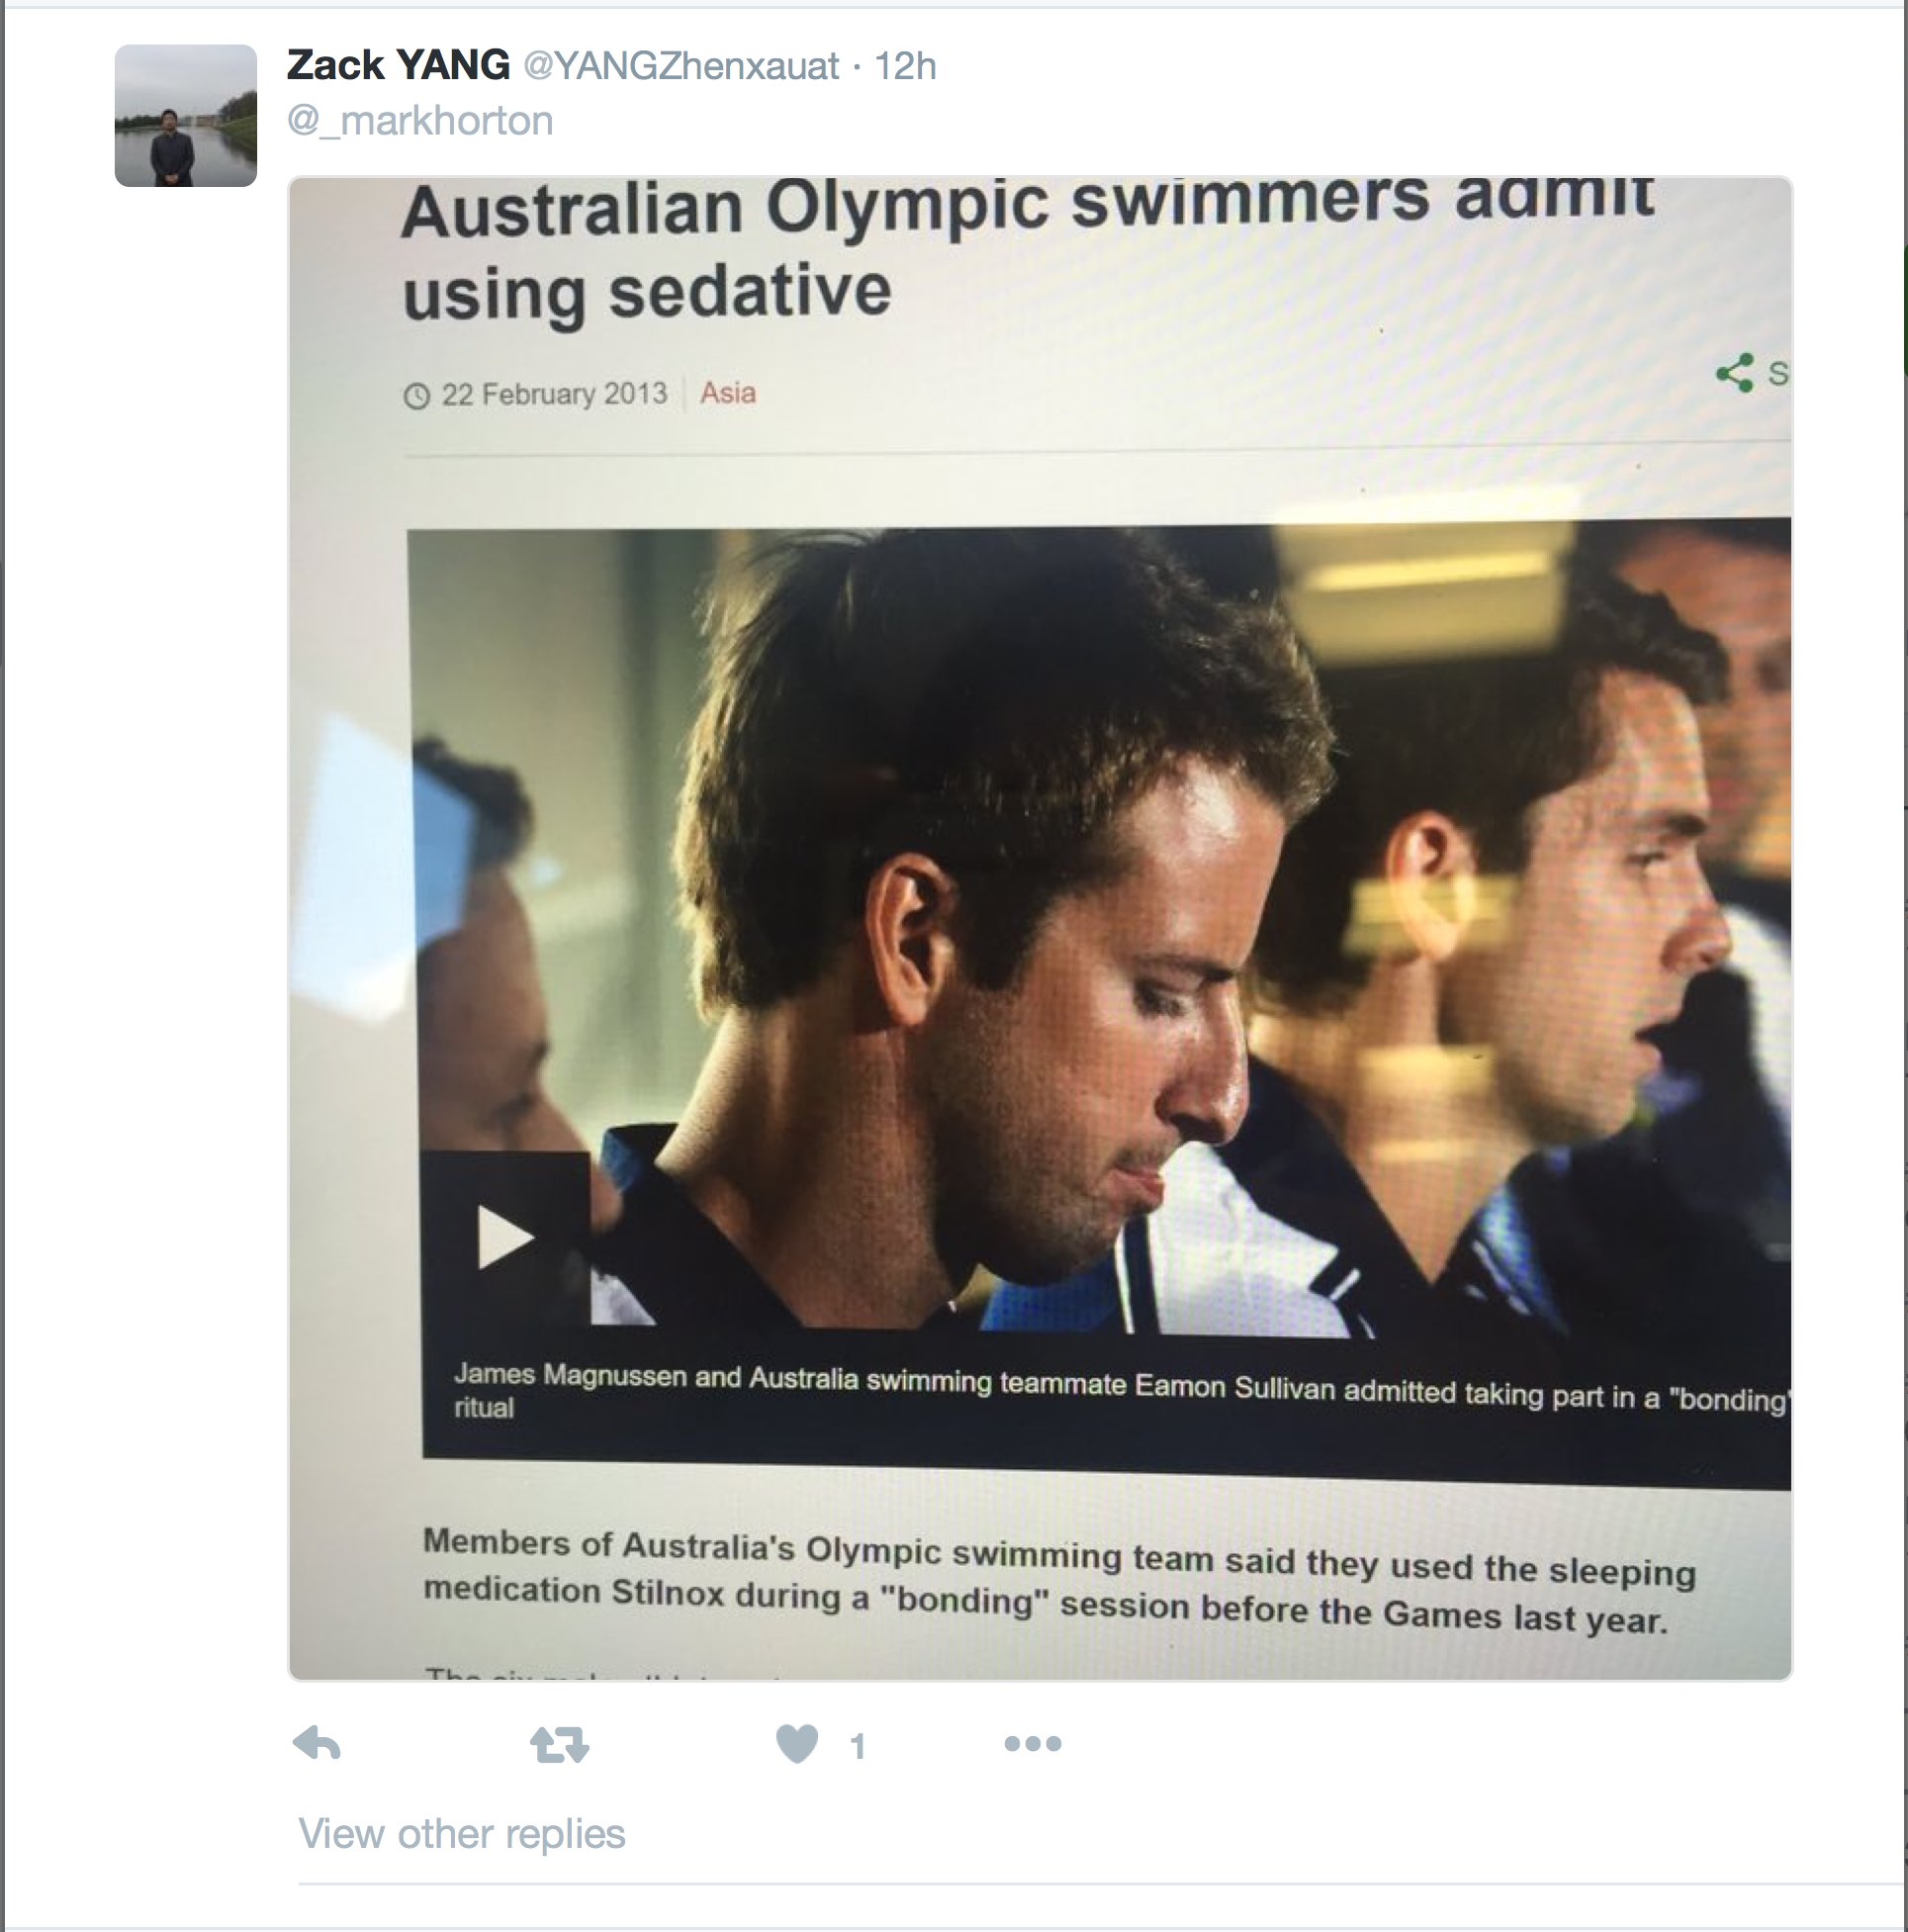 Zack YANG @YANGZhenxauat · 12h
@_markhorton
Australian Olympic swimmers admit
using sedative
22 February 2013 Asia
S
James Magnussen and Australia swimming teammate Eamon Sullivan admitted taking part in a "bonding"
ritual
Members of Australia's Olympic swimming team said they used the sleeping
medication Stilnox during a "bonding" session before the Games last year.
1
View other replies